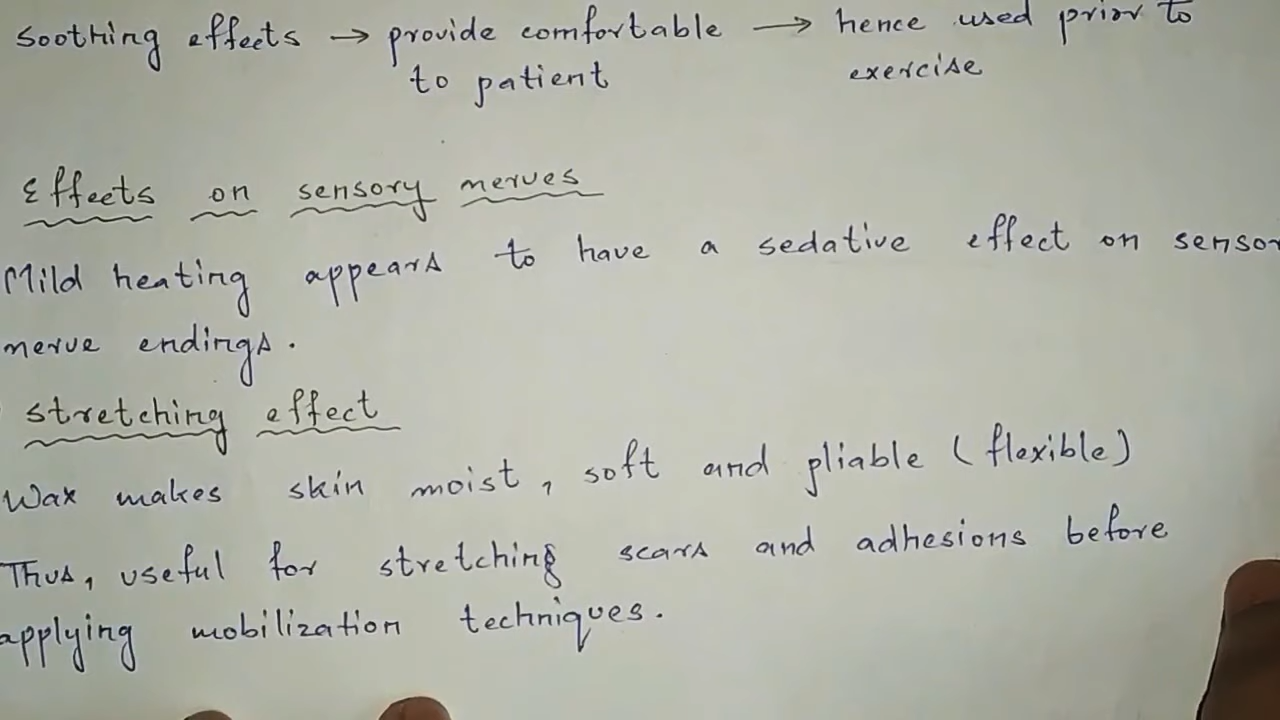 Soothing effects → provide comfortable → hence used prior to
to patient exercise
Effects on sensory nerves
Mild heating appears to have a sedative effect on sensor
nerve endings.
stretching effect
Wax makes skin moist, soft and pliable (flexible)
Thus, useful for stretching scars and adhesions before
applying mobilization techniques.